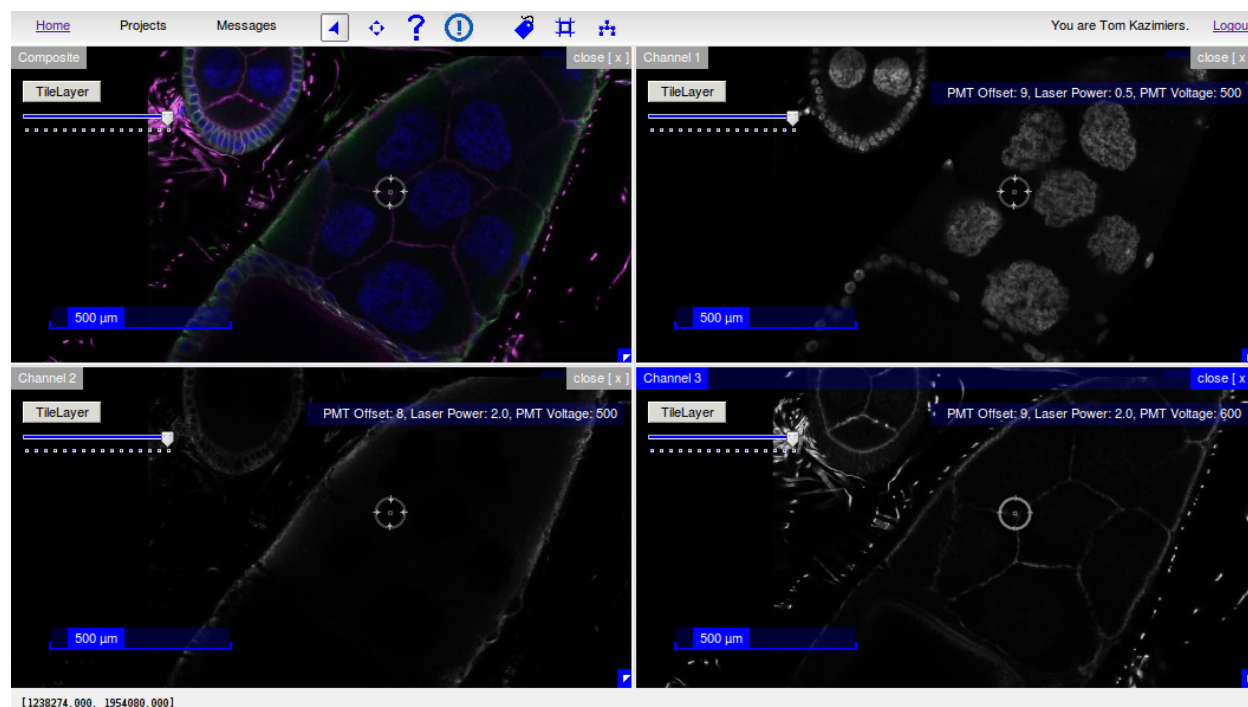 Home Projects Messages ? You are Tom Kazimiers. Logou
Composite close [ x ]
TileLayer
500 µm
Channel 1 close [ x
TileLayer
PMT Offset: 9, Laser Power: 0.5, PMT Voltage: 500
500 µm
Channel 2 close [ x ]
TileLayer
PMT Offset: 8, Laser Power: 2.0, PMT Voltage: 500
500 µm
Channel 3 close [ x
TileLayer
PMT Offset: 9, Laser Power: 2.0, PMT Voltage: 600
500 µm
[1238274.000, 1954080.000]